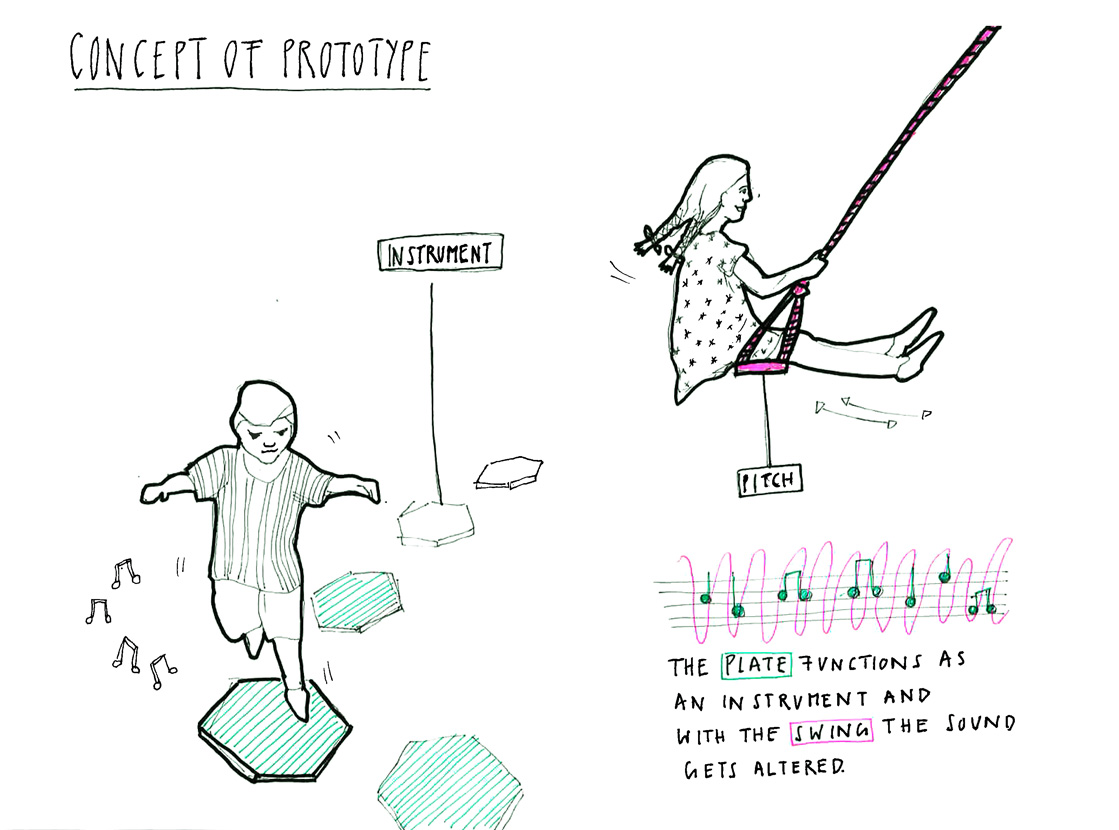 CONCEPT OF PROTOTYPE
INSTRUMENT
PITCH
THE PLATE FUNCTIONS AS
AN INSTRUMENT AND
WITH THE SWING THE SOUND
GETS ALTERED.